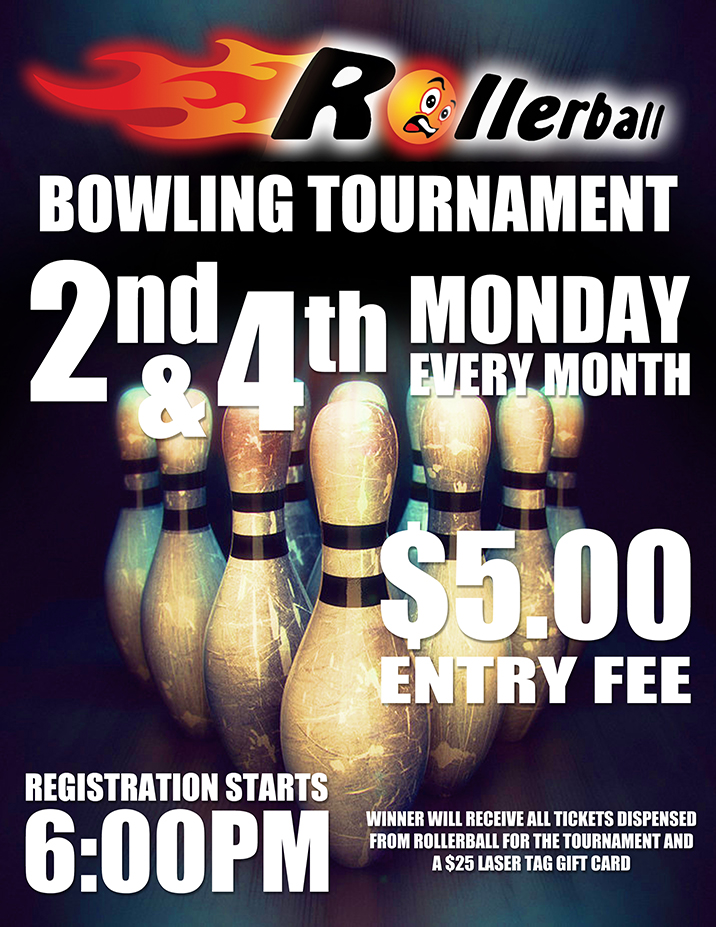 Rollerball
BOWLING TOURNAMENT
2nd & 4th MONDAY
EVERY MONTH
$5.00
ENTRY FEE
REGISTRATION STARTS
6:00PM
WINNER WILL RECEIVE ALL TICKETS DISPENSED
FROM ROLLERBALL FOR THE TOURNAMENT AND
A $25 LASER TAG GIFT CARD